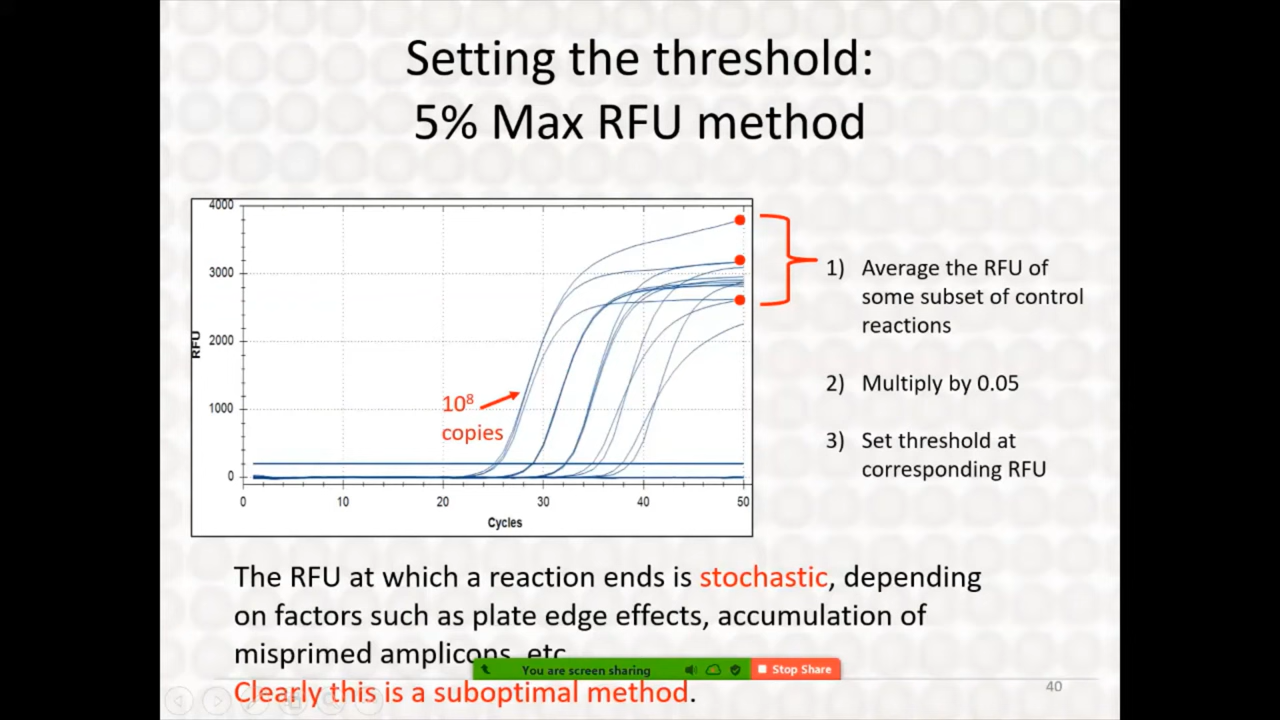 Setting the threshold:
5% Max RFU method
4000
3000
2000
1000
0
RFU
0
10
20
30
40
50
Cycles
10⁸
copies
1) Average the RFU of
some subset of control
reactions
2) Multiply by 0.05
3) Set threshold at
corresponding RFU
The RFU at which a reaction ends is stochastic, depending
on factors such as plate edge effects, accumulation of
misprimed amplicons, etc
You are screen sharing
Stop Share
Clearly this is a suboptimal method.
40